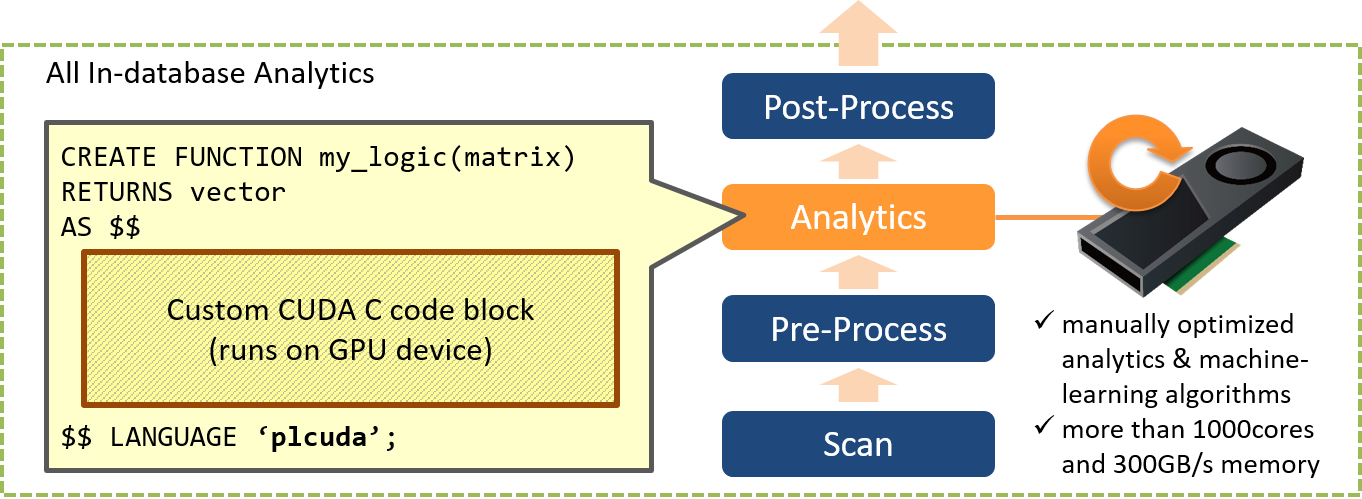 All In-database Analytics
CREATE FUNCTION my_logic(matrix)
RETURNS vector
AS $$
Custom CUDA C code block
(runs on GPU device)
$$ LANGUAGE ‘plcuda’;
Post-Process
Analytics
Pre-Process
Scan
✓ manually optimized
analytics & machine-
learning algorithms
✓ more than 1000cores
and 300GB/s memory